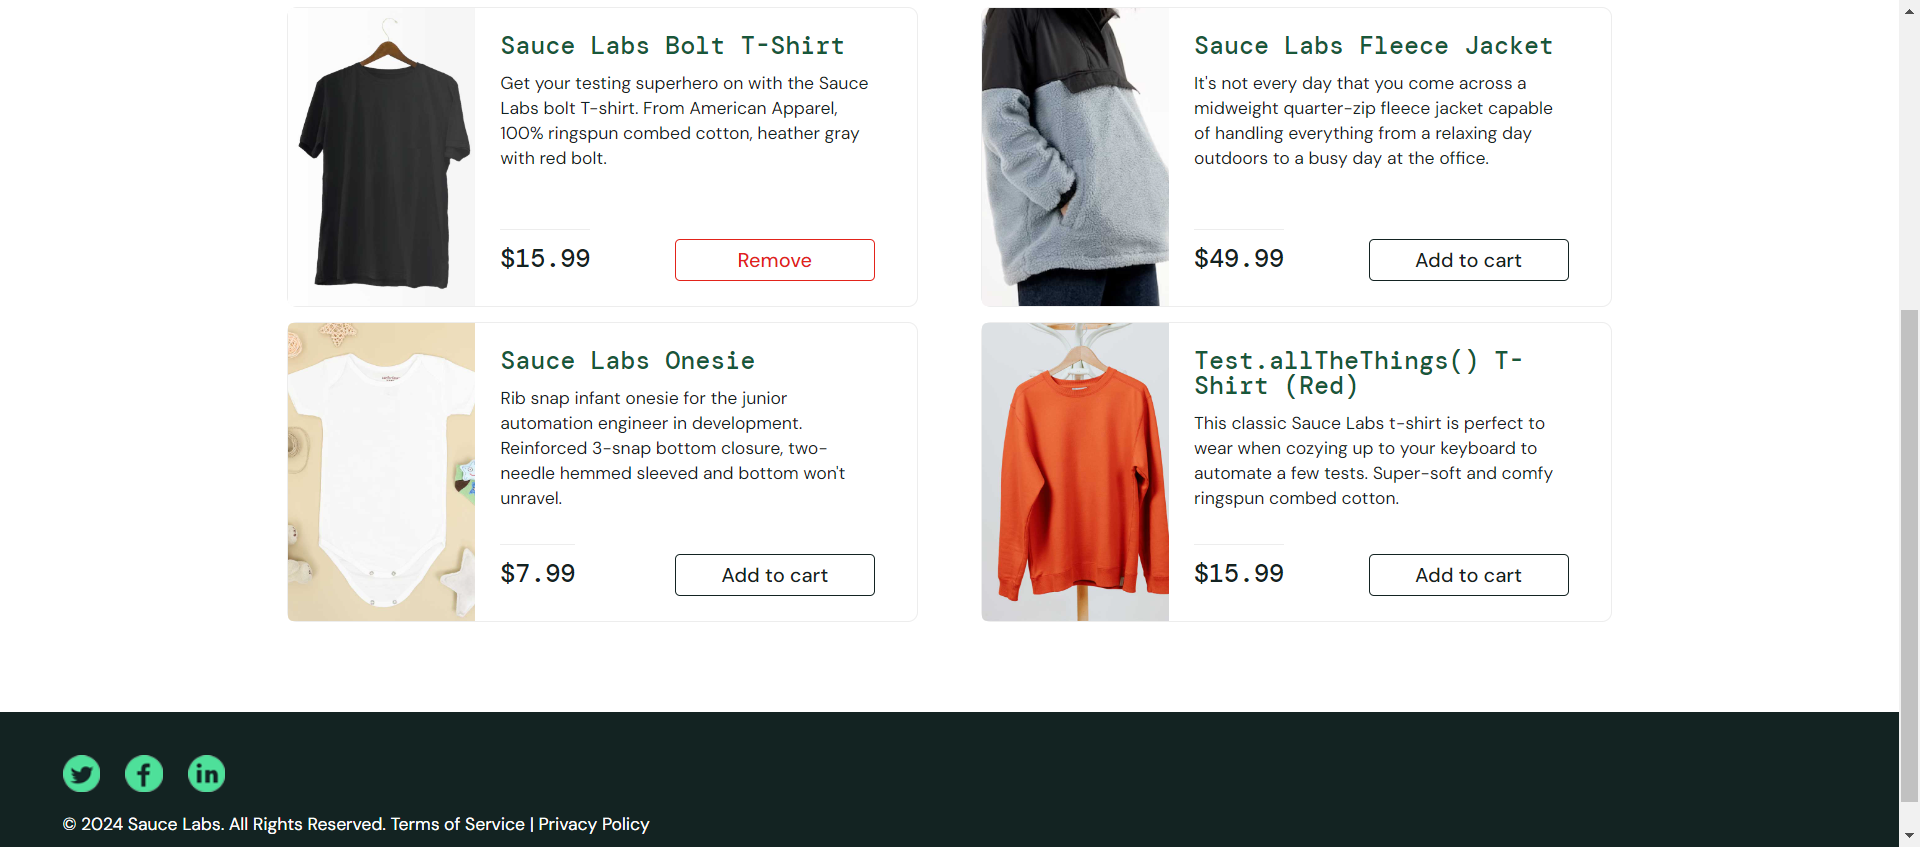 Sauce Labs Bolt T-Shirt
Get your testing superhero on with the Sauce
Labs bolt T-shirt. From American Apparel,
100% ringspun combed cotton, heather gray
with red bolt.
$15.99
Remove
Sauce Labs Fleece Jacket
It's not every day that you come across a
midweight quarter-zip fleece jacket capable
of handling everything from a relaxing day
outdoors to a busy day at the office.
$49.99
Add to cart
Sauce Labs Onesie
Rib snap infant onesie for the junior
automation engineer in development.
Reinforced 3-snap bottom closure, two-
needle hemmed sleeved and bottom won't
unravel.
$7.99
Add to cart
Test.allTheThings() T-
Shirt (Red)
This classic Sauce Labs t-shirt is perfect to
wear when cozying up to your keyboard to
automate a few tests. Super-soft and comfy
ringspun combed cotton.
$15.99
Add to cart
© 2024 Sauce Labs. All Rights Reserved. Terms of Service | Privacy Policy